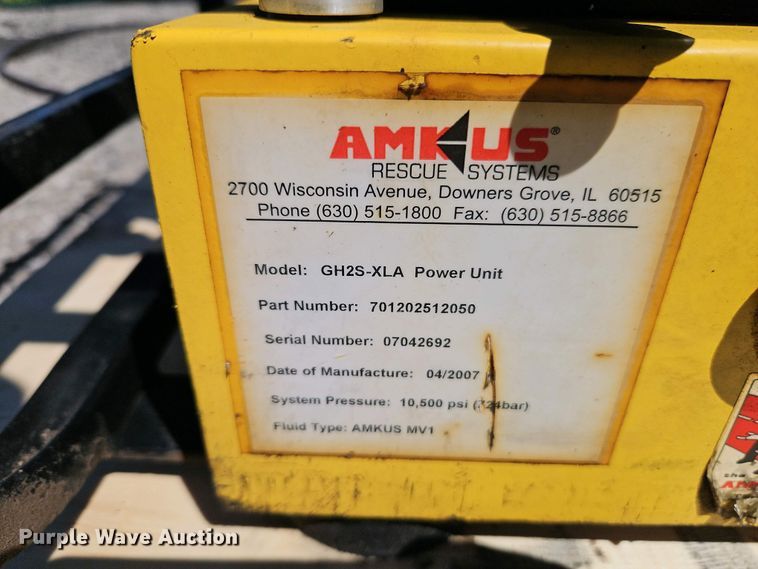 AMKUS®
RESCUE SYSTEMS
2700 Wisconsin Avenue, Downers Grove, IL 60515
Phone (630) 515-1800 Fax: (630) 515-8866
Model: GH2S-XLA Power Unit
Part Number: 701202512050
Serial Number: 07042692
Date of Manufacture: 04/2007
System Pressure: 10,500 psi (724bar)
Fluid Type: AMKUS MV1
the
Purple Wave Auction